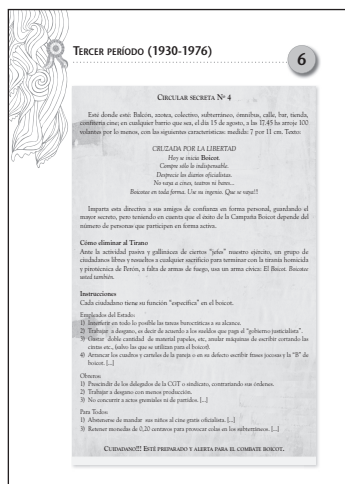 TERCER PERÍODO (1930-1976)
6
CIRCULAR SECRETA Nº 4
Esté donde esté: Balcón, azotea, colectivo, subterráneo, ómnibus, calle, bar, tienda,
confitería cine; en cualquier barrio que sea, el día 15 de agosto, a las 17,45 hs arroje 100
volantes por lo menos, con las siguientes características: medida: 7 por 11 cm. Texto:
CRUZADA POR LA LIBERTAD
Hoy se inicia Boicot.
Compre sólo lo indispensable.
Desprecie los diarios oficialistas.
No vaya a cines, teatros ni bares...
Boicotee en toda forma. Use su ingenio. Que se vaya!!!
Imparta esta directiva a sus amigos de confianza en forma personal, guardando el
mayor secreto, pero teniendo en cuenta que el éxito de la Campaña Boicot depende del
número de personas que participen en forma activa.
Cómo eliminar al Tirano
Ante la actividad pasiva y gallinácea de ciertos "jefes" nuestro ejército, un grupo de
ciudadanos libres y resueltos a cualquier sacrificio para terminar con la tiranía homicida
y pirotécnica de Perón, a falta de armas de fuego, usa un arma cívica: El Boicot. Boicotee
usted también.
Instrucciones
Cada ciudadano tiene su función "específica" en el boicot.
Empleados del Estado:
1) Interferir en todo lo posible las tareas burocráticas a su alcance.
2) Trabajar a desgano, es decir de acuerdo a los sueldos que paga el "gobierno justicialista".
3) Gastar doble cantidad de material papeles, etc, anular máquinas de escribir cortando las
cintas etc., (salvo las que se utilizan para el boicot).
4) Arrancar los cuadros y carteles de la pareja o en su defecto escribir frases jocosas y la "B" de
boicot. [...]
Obreros:
1) Prescindir de los delegados de la CGT o sindicato, contrariando sus órdenes.
2) Trabajar a desgano con menos producción.
3) No concurrir a actos gremiales ni de partidos. [...]
Para Todos:
1) Abstenerse de mandar sus niños al cine gratis oficialista. [...]
3) Retener monedas de 0,20 centavos para provocar colas en los subterráneos. [...]
CUIDADANO!!! ESTÉ PREPARADO Y ALERTA PARA EL COMBATE BOICOT.